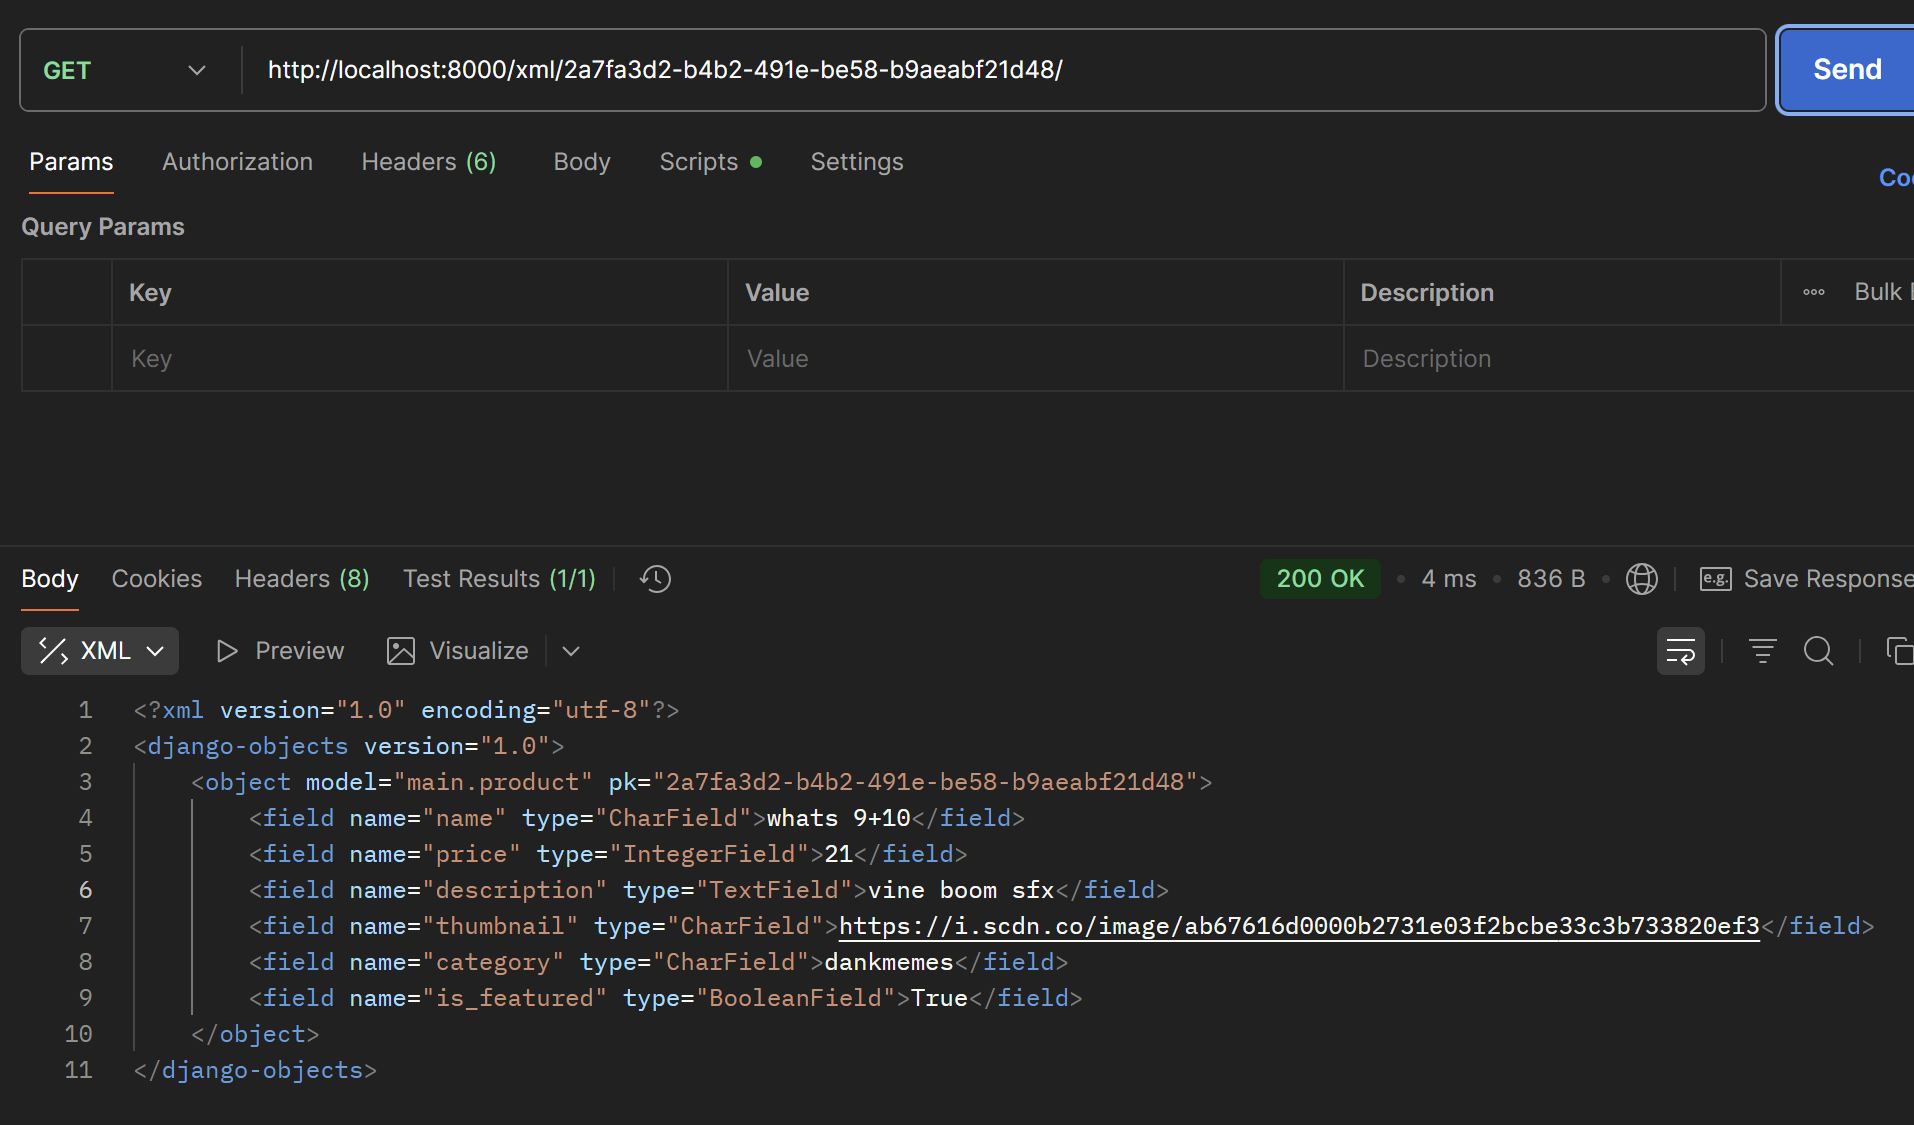 GET http://localhost:8000/xml/2a7fa3d2-b4b2-491e-be58-b9aeabf21d48/ Send
Params Authorization Headers (6) Body Scripts Settings
Query Params
Key Value Description Bulk
Key Value Description
Body Cookies Headers (8) Test Results (1/1) 200 OK 4 ms 836 B e.g. Save Response
XML Preview Visualize
1 <?xml version="1.0" encoding="utf-8"?>
2 <django-objects version="1.0">
3 <object model="main.product" pk="2a7fa3d2-b4b2-491e-be58-b9aeabf21d48">
4 <field name="name" type="CharField">whats 9+10</field>
5 <field name="price" type="IntegerField">21</field>
6 <field name="description" type="TextField">vine boom sfx</field>
7 <field name="thumbnail" type="CharField">https://i.scdn.co/image/ab67616d0000b2731e03f2bcbe33c3b733820ef3</field>
8 <field name="category" type="CharField">dankmemes</field>
9 <field name="is_featured" type="BooleanField">True</field>
10 </object>
11 </django-objects>